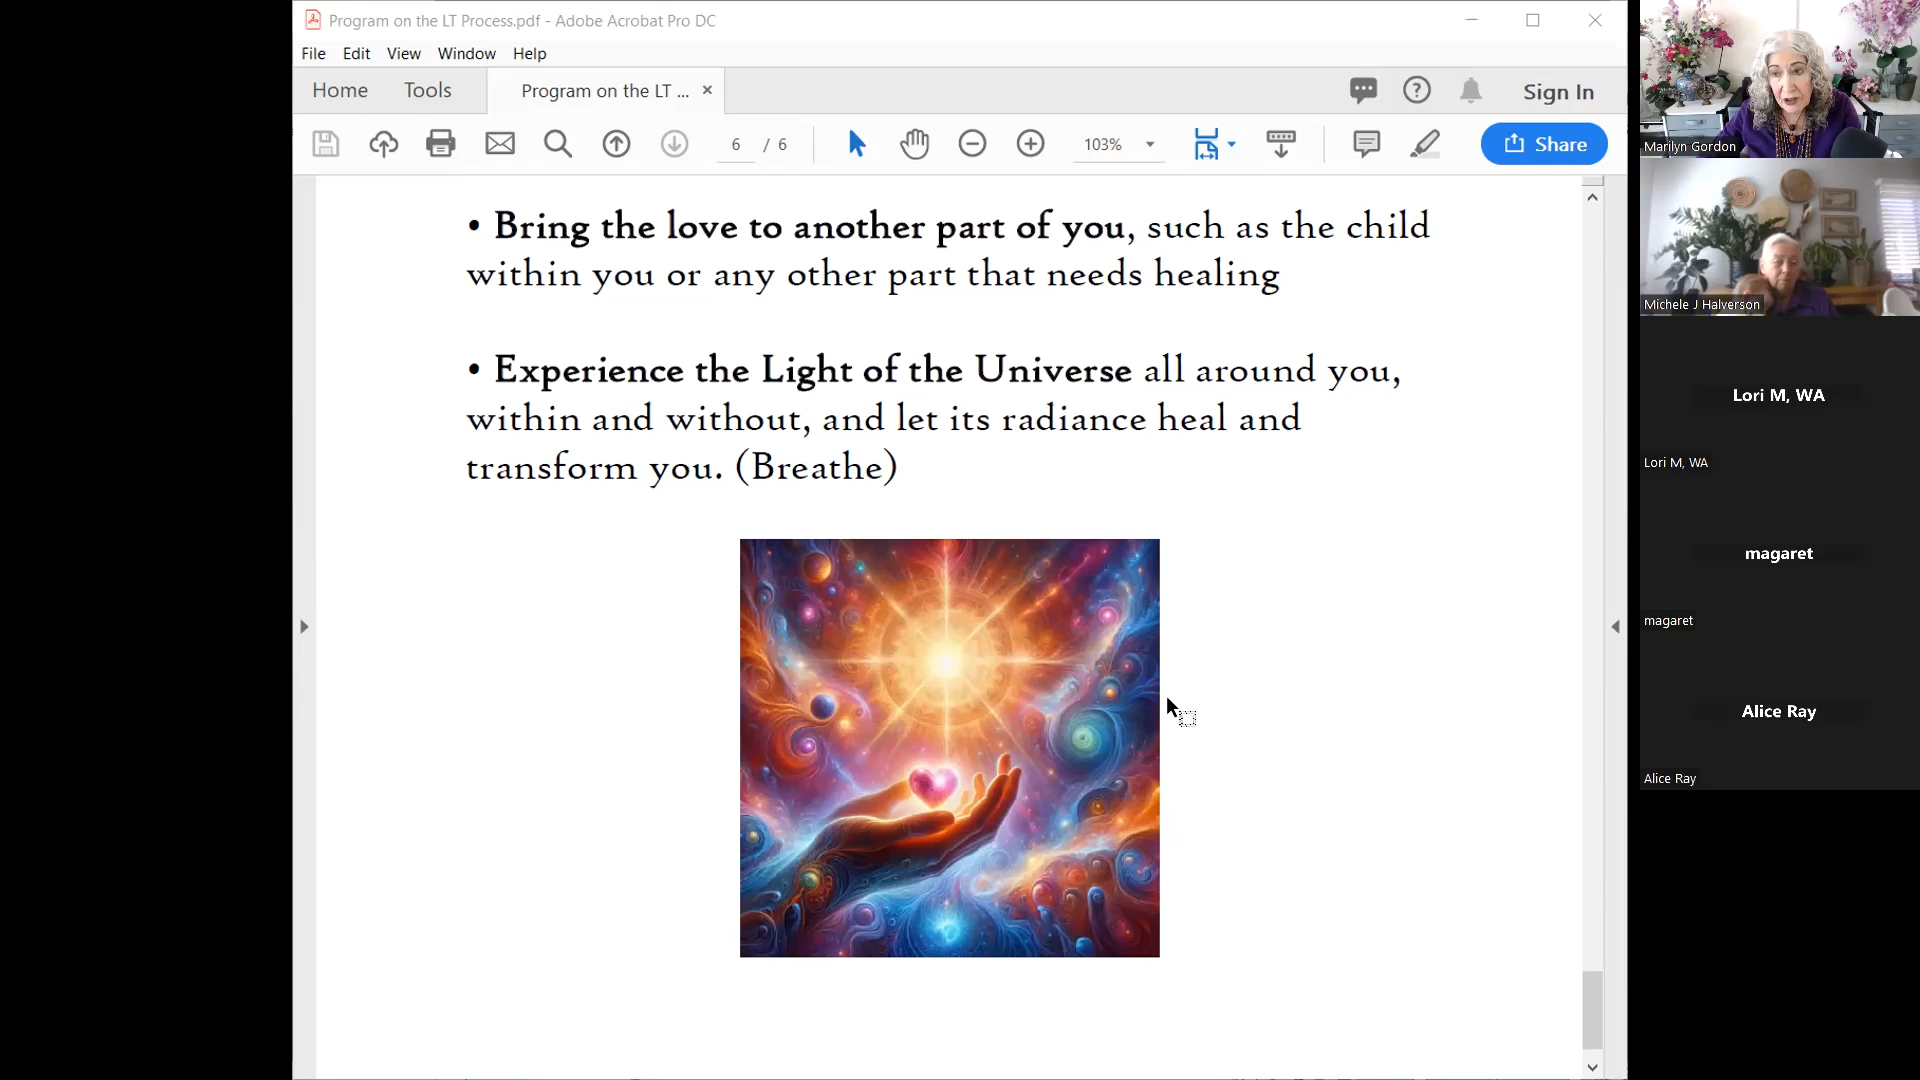 Program on the LT Process.pdf - Adobe Acrobat Pro DC
File Edit View Window Help
Home Tools Program on the LT ... × Sign In
6 / 6 103% Share
• Bring the love to another part of you, such as the child
within you or any other part that needs healing
• Experience the Light of the Universe all around you,
within and without, and let its radiance heal and
transform you. (Breathe)
Marilyn Gordon
Michele J Halverson
Lori M, WA
Lori M, WA
magaret
magaret
Alice Ray
Alice Ray